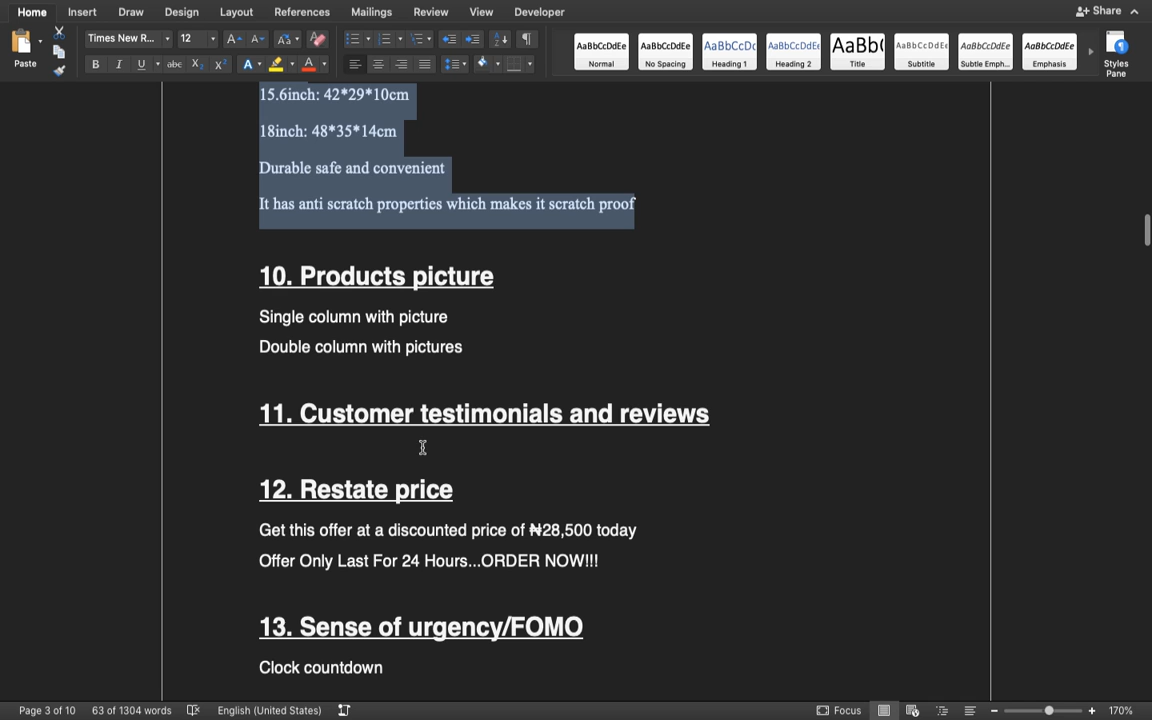 Home Insert Draw Design Layout References Mailings Review View Developer Share
Paste Times New R... 12 Aa
B I U abc X₂ X² A A
AaBbCcDdEe AaBbCcDdEe AaBbCcDc AaBbCcDdEe AaBb( AaBbCcDdEe AaBbCcDdEe AaBbCcDdEe
Normal No Spacing Heading 1 Heading 2 Title Subtitle Subtle Emph... Emphasis Styles Pane
15.6inch: 42*29*10cm
18inch: 48*35*14cm
Durable safe and convenient
It has anti scratch properties which makes it scratch proof
10. Products picture
Single column with picture
Double column with pictures
11. Customer testimonials and reviews
12. Restate price
Get this offer at a discounted price of ₦28,500 today
Offer Only Last For 24 Hours...ORDER NOW!!!
13. Sense of urgency/FOMO
Clock countdown
Page 3 of 10 63 of 1304 words English (United States) Focus 170%